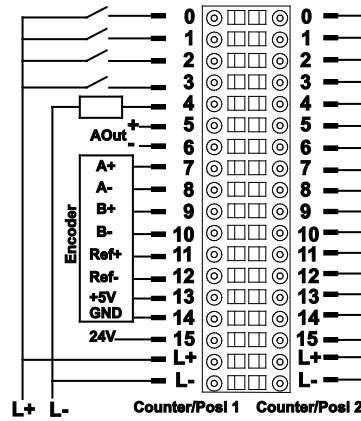 0 0
1 1
2 2
3 3
4 4
+ 5 5
AOut
- 6 6
A+ 7 7
A- 8 8
B+ 9 9
B- 10 10
Encoder
Ref+ 11 11
Ref- 12 12
+5V 13 13
GND 14 14
24V 15 15
L+ L+
L- L-
L+ L- Counter/Posi 1 Counter/Posi 2